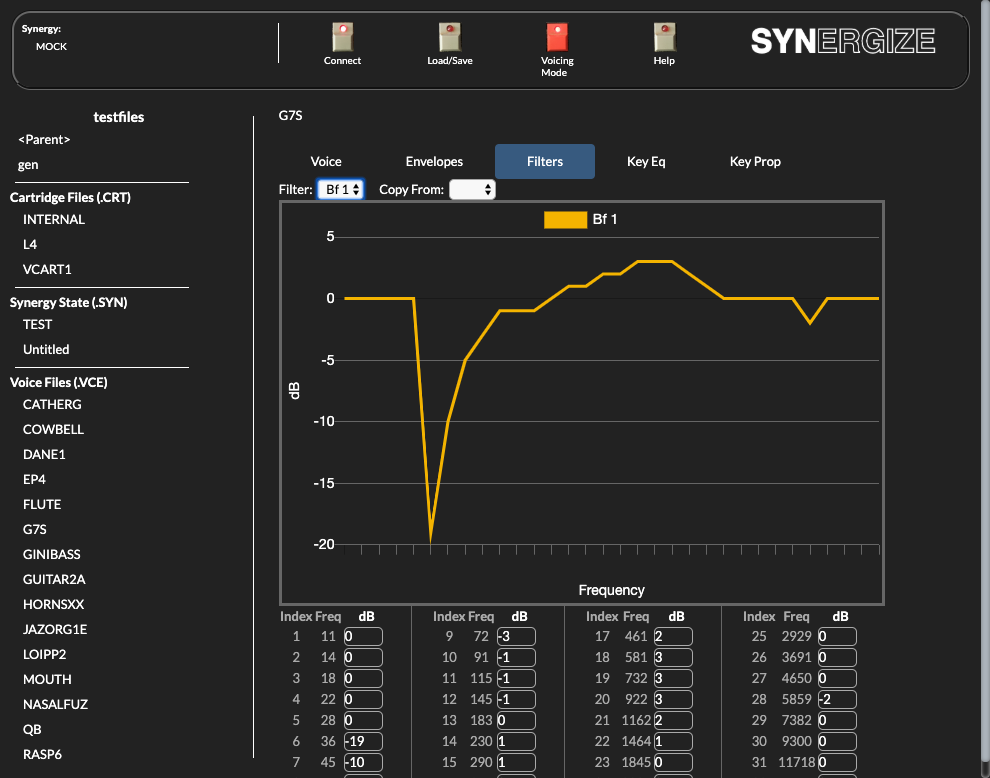 Synergy:
MOCK
Connect
Load/Save
Voicing
Mode
Help
SYNERGIZE
testfiles
<Parent>
gen
Cartridge Files (.CRT)
INTERNAL
L4
VCART1
Synergy State (.SYN)
TEST
Untitled
Voice Files (.VCE)
CATHERG
COWBELL
DANE1
EP4
FLUTE
G7S
GINIBASS
GUITAR2A
HORNSXX
JAZORG1E
LOIPP2
MOUTH
NASALFUZ
QB
RASP6
G7S
Voice Envelopes Filters Key Eq Key Prop
Filter: Bf 1 Copy From:
Bf 1
5
0
-5
-10
-15
-20
dB
Frequency
Index Freq dB Index Freq dB Index Freq dB Index Freq dB
1 11 0 9 72 -3 17 461 2 25 2929 0
2 14 0 10 91 -1 18 581 3 26 3691 0
3 18 0 11 115 -1 19 732 3 27 4650 0
4 22 0 12 145 -1 20 922 3 28 5859 -2
5 28 0 13 183 0 21 1162 2 29 7382 0
6 36 -19 14 230 1 22 1464 1 30 9300 0
7 45 -10 15 290 1 23 1845 0 31 11718 0